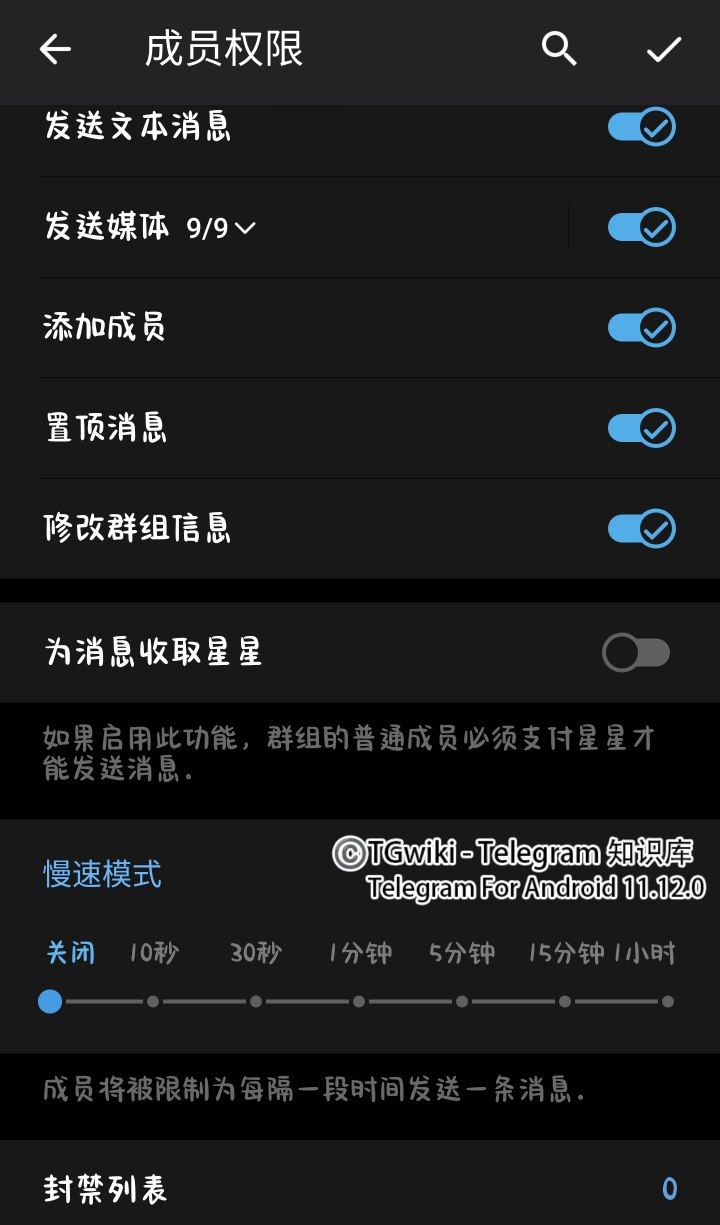 成员权限
发送文本消息
发送媒体 9/9
添加成员
置顶消息
修改群组信息
为消息收取星星
如果启用此功能，群组的普通成员必须支付星星才
能发送消息.
©TGwiki - Telegram 知识库
Telegram For Android 11.12.0
慢速模式
关闭 10秒 30秒 1分钟 5分钟 15分钟 1小时
成员将被限制为每隔一段时间发送一条消息.
封禁列表 0